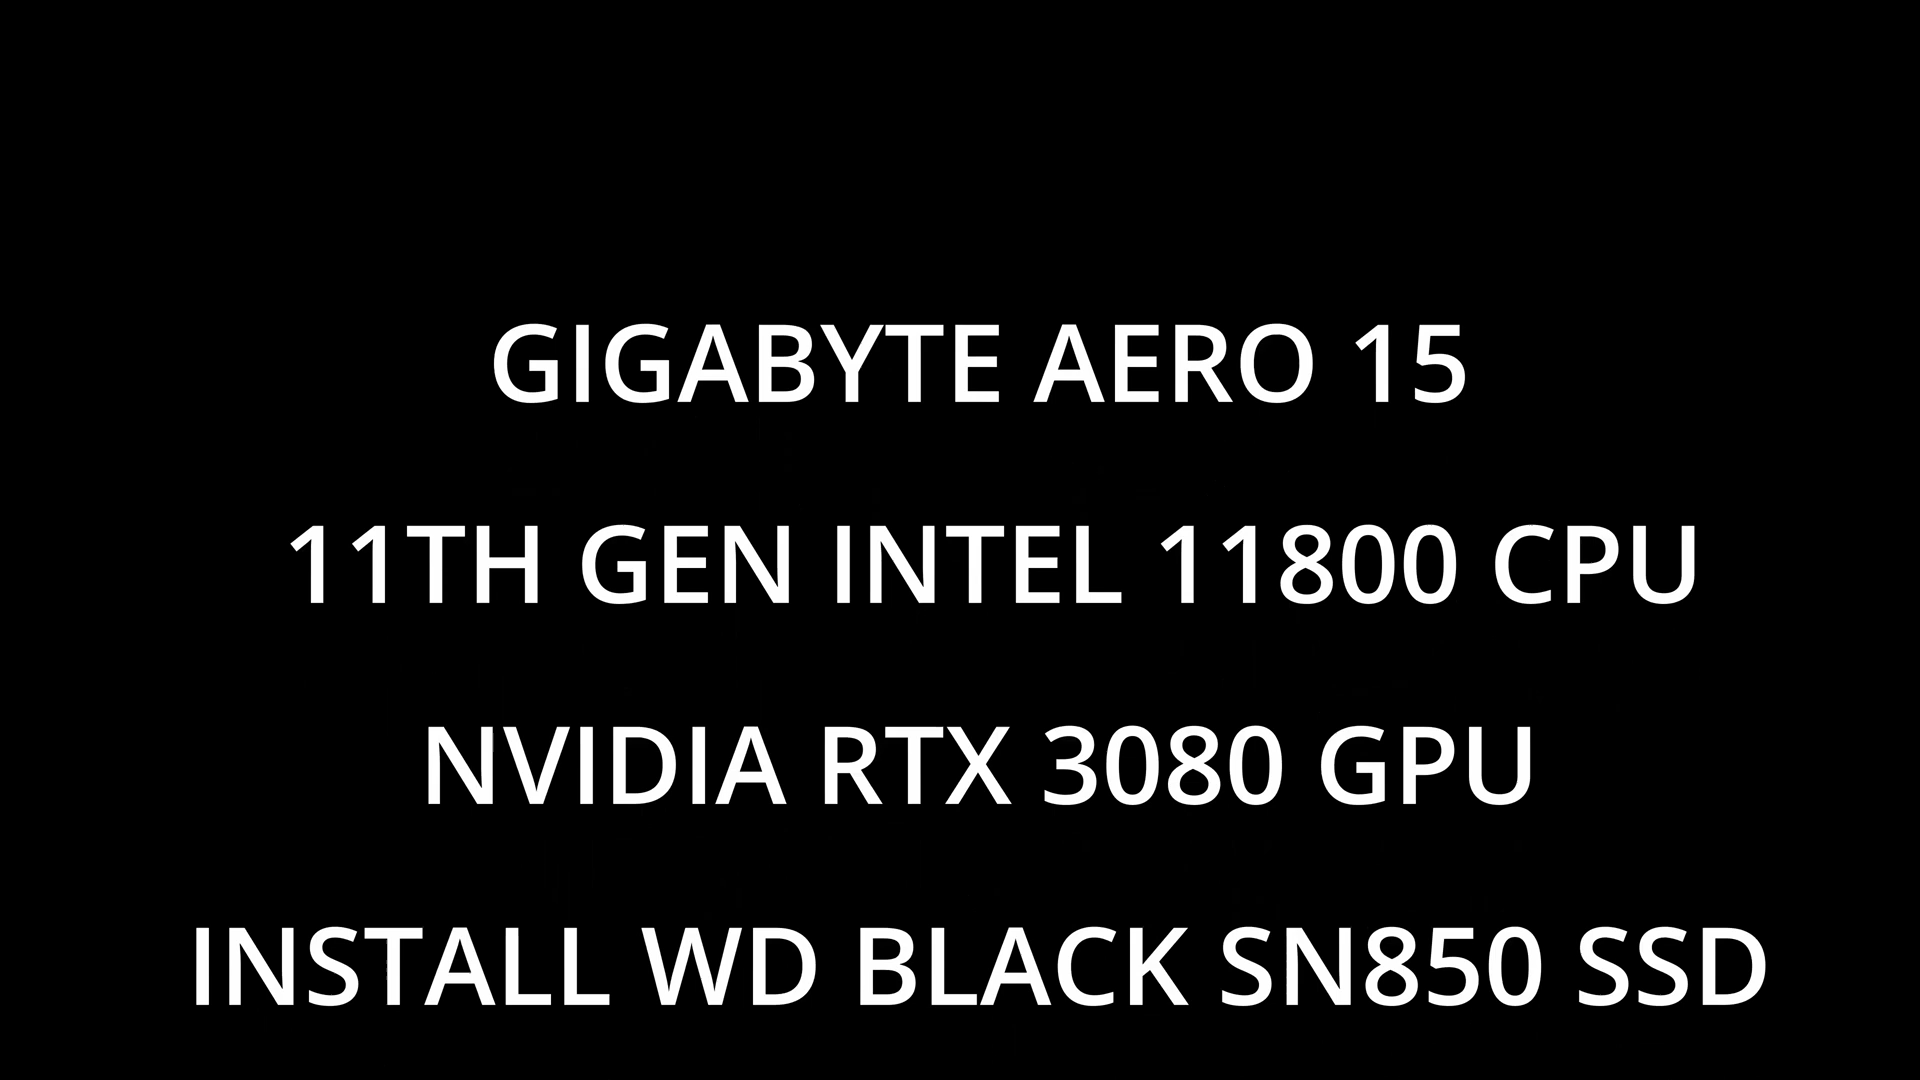 GIGABYTE AERO 15
11TH GEN INTEL 11800 CPU
NVIDIA RTX 3080 GPU
INSTALL WD BLACK SN850 SSD